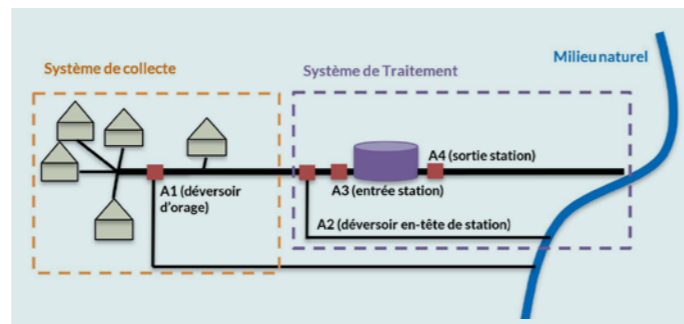 Milieu naturel
Système de collecte
Système de Traitement
A4 (sortie station)
A1 (déversoir
d'orage)
A3 (entrée station)
A2 (déversoir en-tête de station)